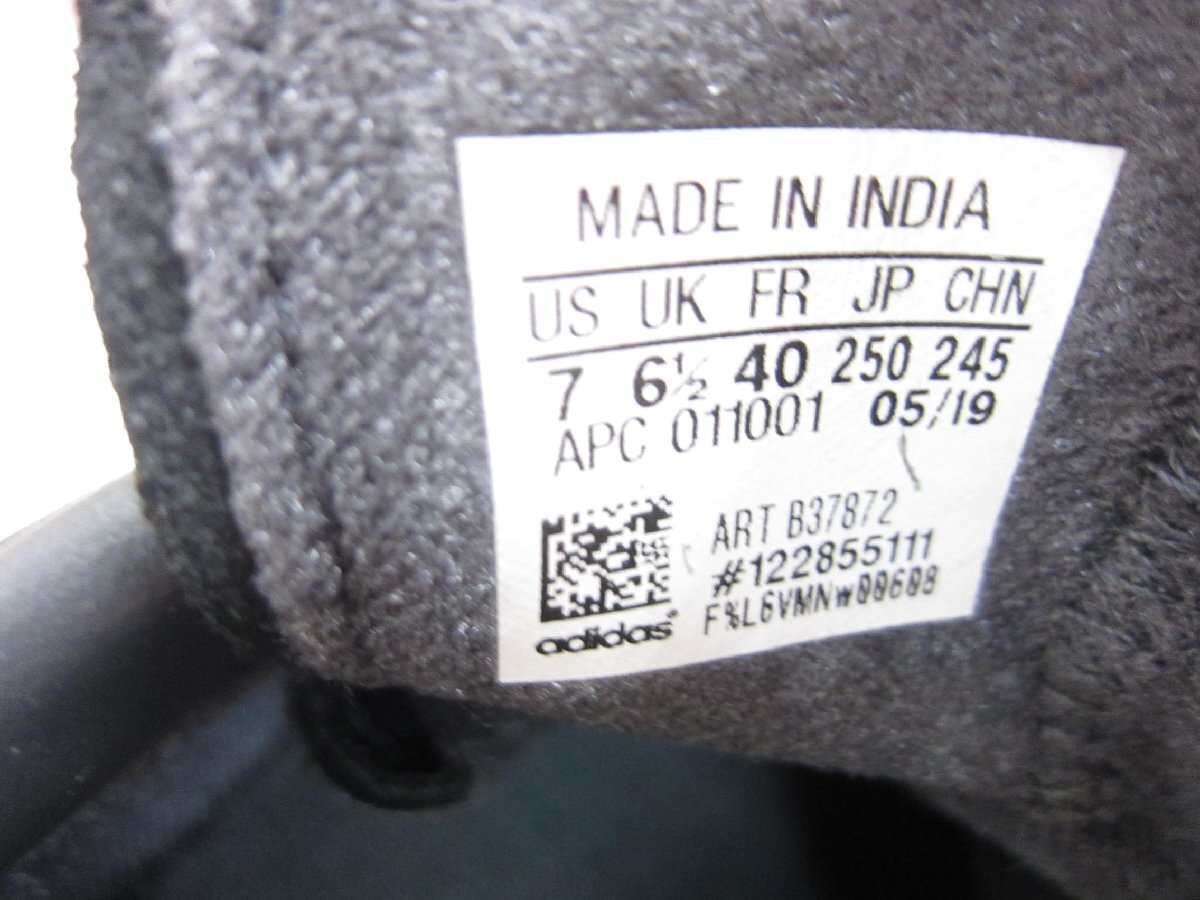 MADE IN INDIA
US UK FR JP CHN
7 6½ 40 250 245
APC 011001 05/19
ART B37872
#122855111
F%L6VMNW00608
adidas